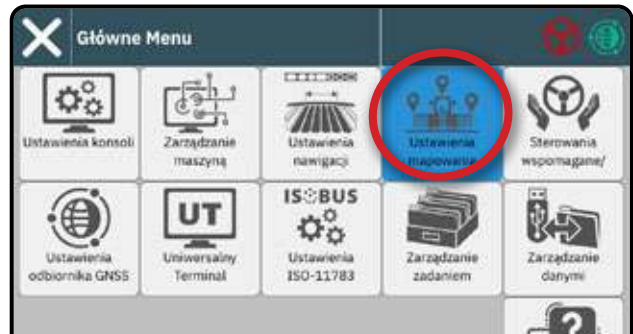 Główne Menu
Ustawienia konsoli
Zarządzanie
maszyną
Ustawienia
nawigacji
Ustawienia
mapowania
Sterowania
wspomagane/
Ustawienia
odbiornika GNSS
UT
Uniwersalny
Terminal
ISOBUS
Ustawienia
ISO-11783
Zarządzanie
zadaniem
Zarządzanie
danymi
?